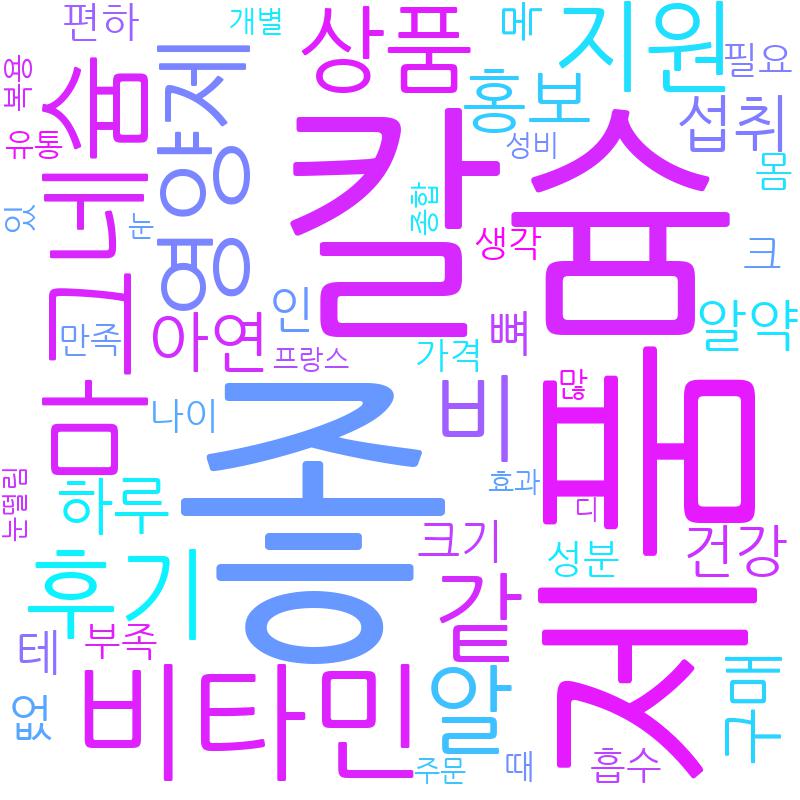 편하
개별
상품
목
지원
필요
복용
마그네슘
영양제
홍보
섭취
유통
성비
몸
칼슘
있
눈
종합
생각
크
인
알약
아연
뼈
만족
프랑스
가격
많
제품
나이
좋
비
눈떨림
하루
효과
디
크기
성분
건강
후기
같
테
부족
비타민
알
구매
없
주문
때
흡수